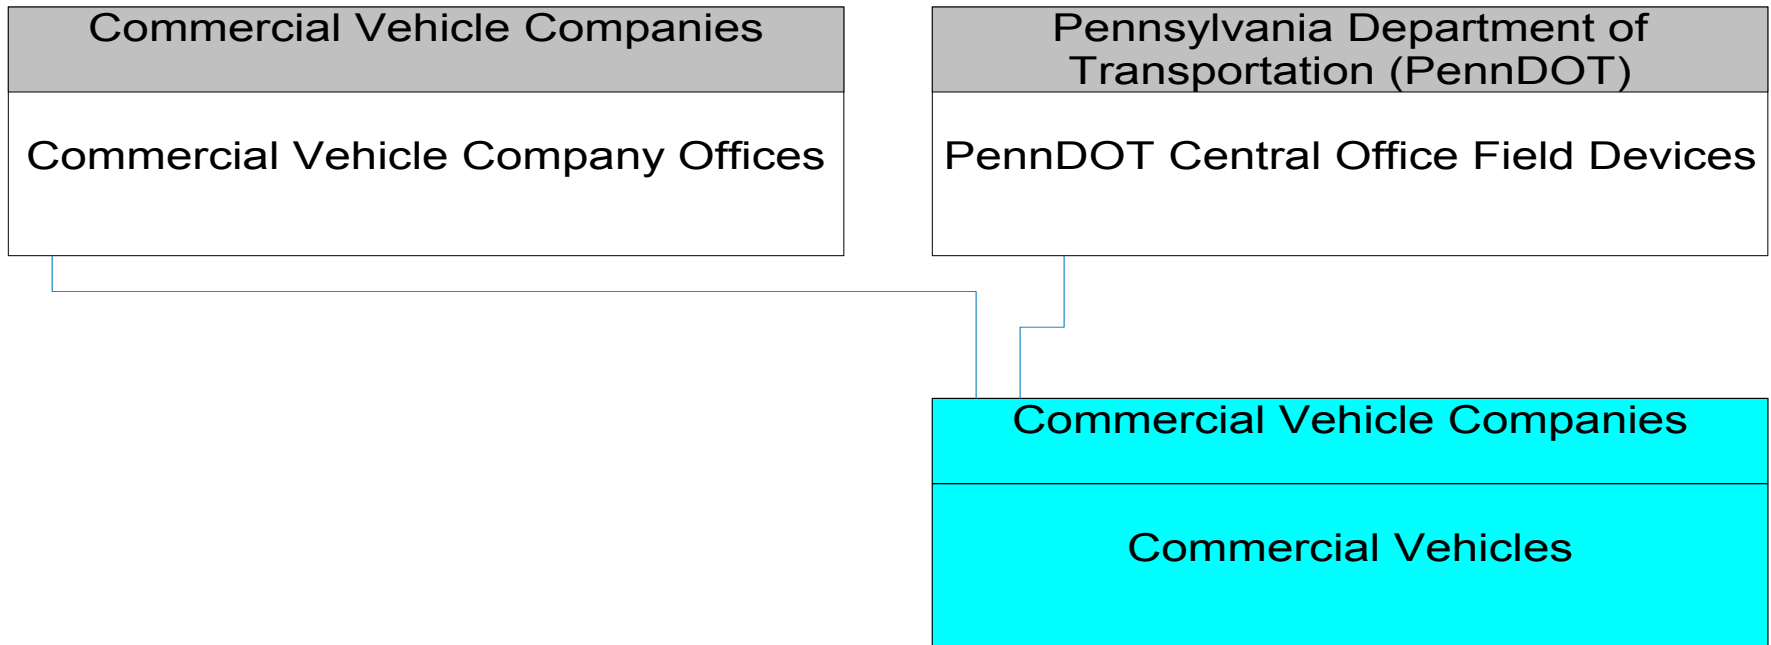 Commercial Vehicle Companies
Commercial Vehicle Company Offices
Pennsylvania Department of
Transportation (PennDOT)
PennDOT Central Office Field Devices
Commercial Vehicle Companies
Commercial Vehicles